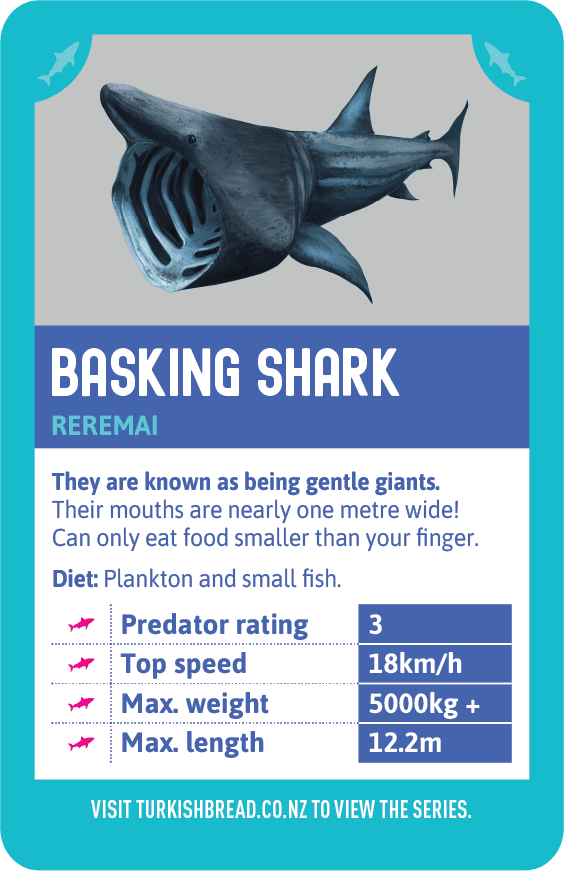 BASKING SHARK
REREMAI
They are known as being gentle giants.
Their mouths are nearly one metre wide!
Can only eat food smaller than your finger.
Diet: Plankton and small fish.
Predator rating 3
Top speed 18km/h
Max. weight 5000kg +
Max. length 12.2m
VISIT TURKISHBREAD.CO.NZ TO VIEW THE SERIES.